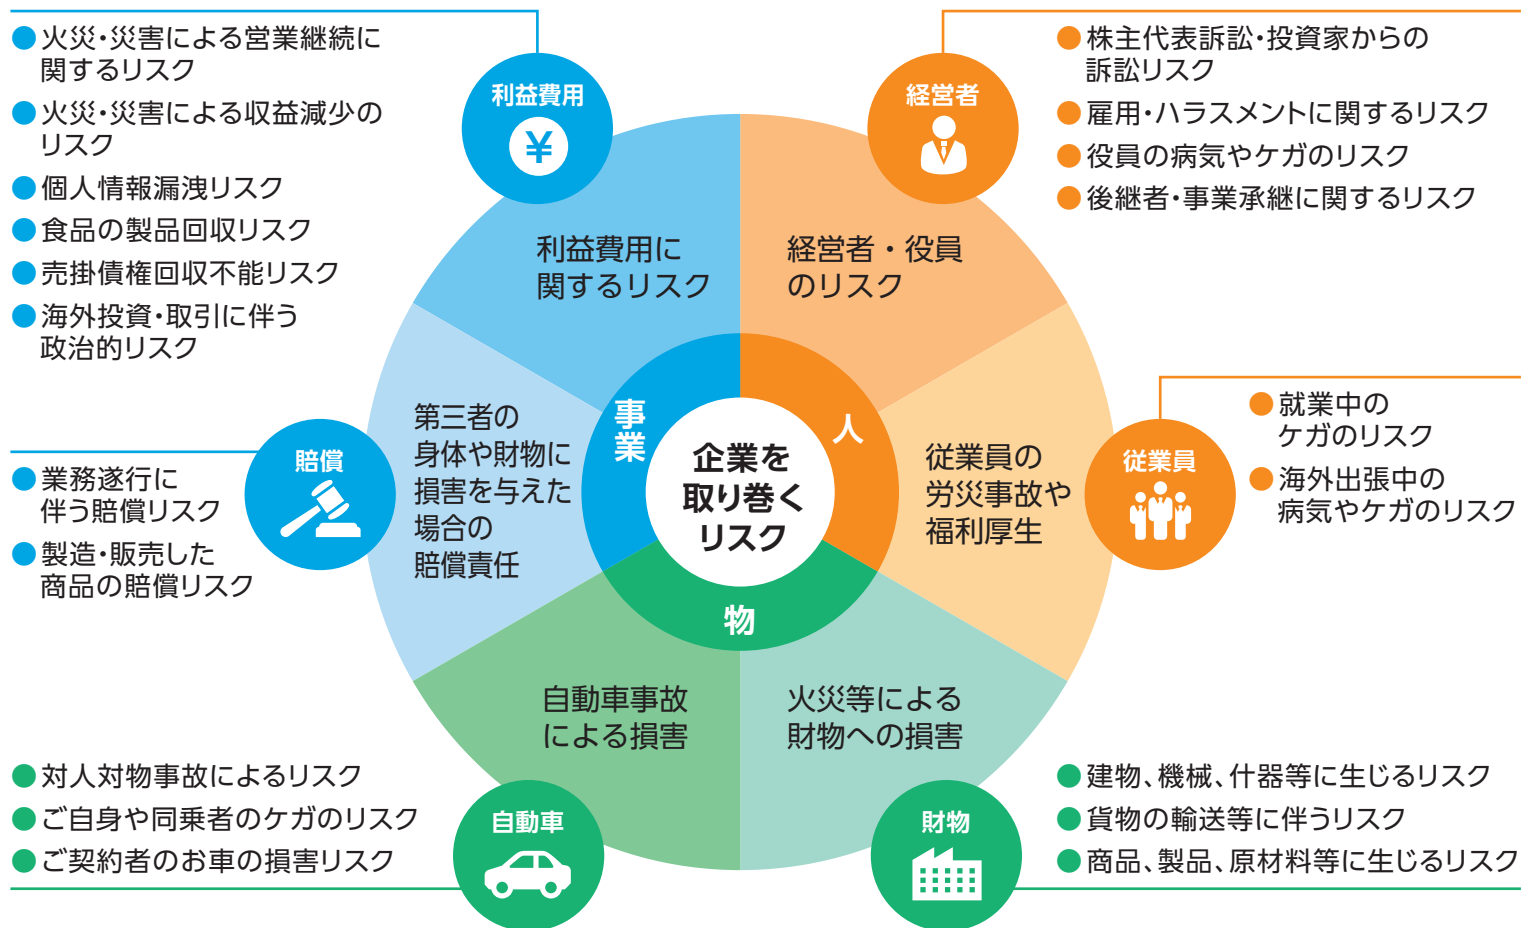 ●火災・災害による営業継続に
関するリスク
●火災・災害による収益減少の
リスク
●個人情報漏洩リスク
●食品の製品回収リスク
●売掛債権回収不能リスク
●海外投資・取引に伴う
政治的リスク
利益費用
¥
経営者
●株主代表訴訟・投資家からの
訴訟リスク
●雇用・ハラスメントに関するリスク
●役員の病気やケガのリスク
●後継者・事業承継に関するリスク
利益費用に
関するリスク
経営者・役員
のリスク
●業務遂行に
伴う賠償リスク
●製造・販売した
商品の賠償リスク
賠償
第三者の
身体や財物に
損害を与えた
場合の
賠償責任
事業
人
物
企業を
取り巻く
リスク
従業員の
労災事故や
福利厚生
従業員
●就業中の
ケガのリスク
●海外出張中の
病気やケガのリスク
自動車事故
による損害
火災等による
財物への損害
●対人対物事故によるリスク
●ご自身や同乗者のケガのリスク
●ご契約者のお車の損害リスク
自動車
財物
●建物、機械、什器等に生じるリスク
●貨物の輸送等に伴うリスク
●商品、製品、原材料等に生じるリスク